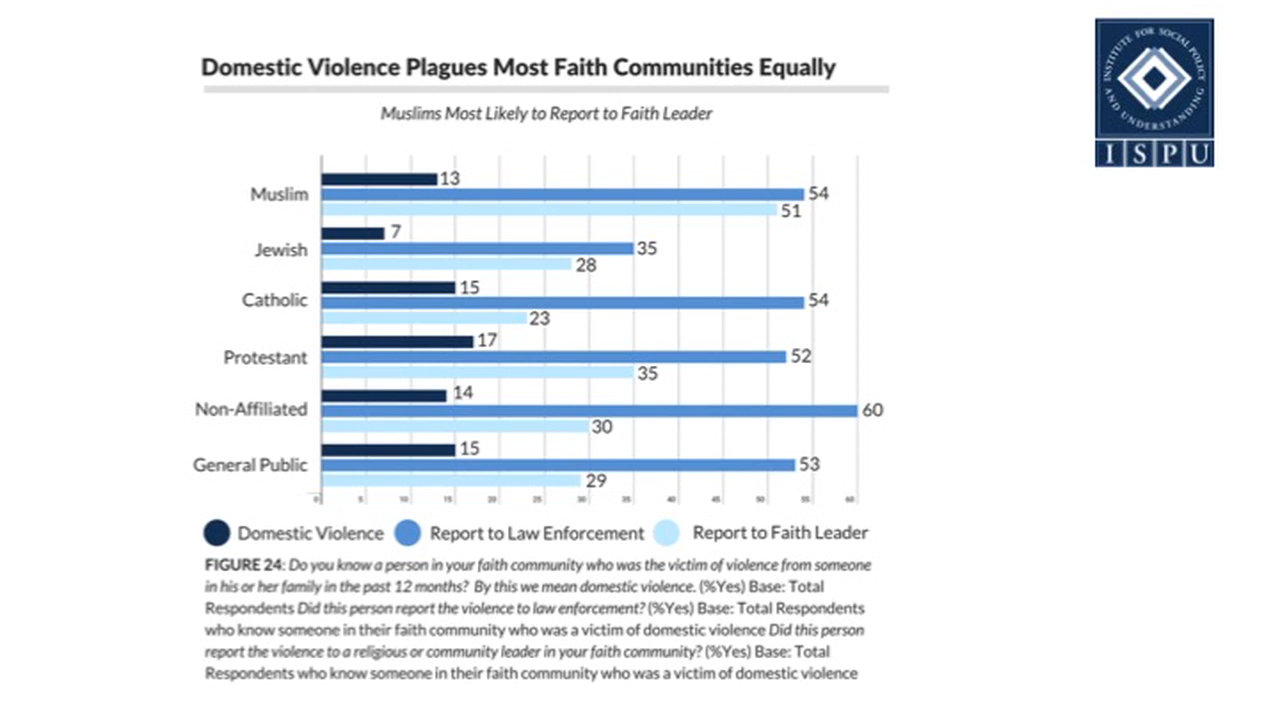 Domestic Violence Plagues Most Faith Communities Equally
Muslims Most Likely to Report to Faith Leader
INSTITUTE FOR SOCIAL POLICY
AND UNDERSTANDING
ISPU
Muslim
13
54
51
Jewish
7
35
28
Catholic
15
54
23
Protestant
17
52
35
Non-Affiliated
14
60
30
General Public
15
53
29
0 5 10 15 20 25 30 35 40 45 50 55 60
Domestic Violence Report to Law Enforcement Report to Faith Leader
FIGURE 24: Do you know a person in your faith community who was the victim of violence from someone
in his or her family in the past 12 months? By this we mean domestic violence. (%Yes) Base: Total
Respondents Did this person report the violence to law enforcement? (%Yes) Base: Total Respondents
who know someone in their faith community who was a victim of domestic violence Did this person
report the violence to a religious or community leader in your faith community? (%Yes) Base: Total
Respondents who know someone in their faith community who was a victim of domestic violence